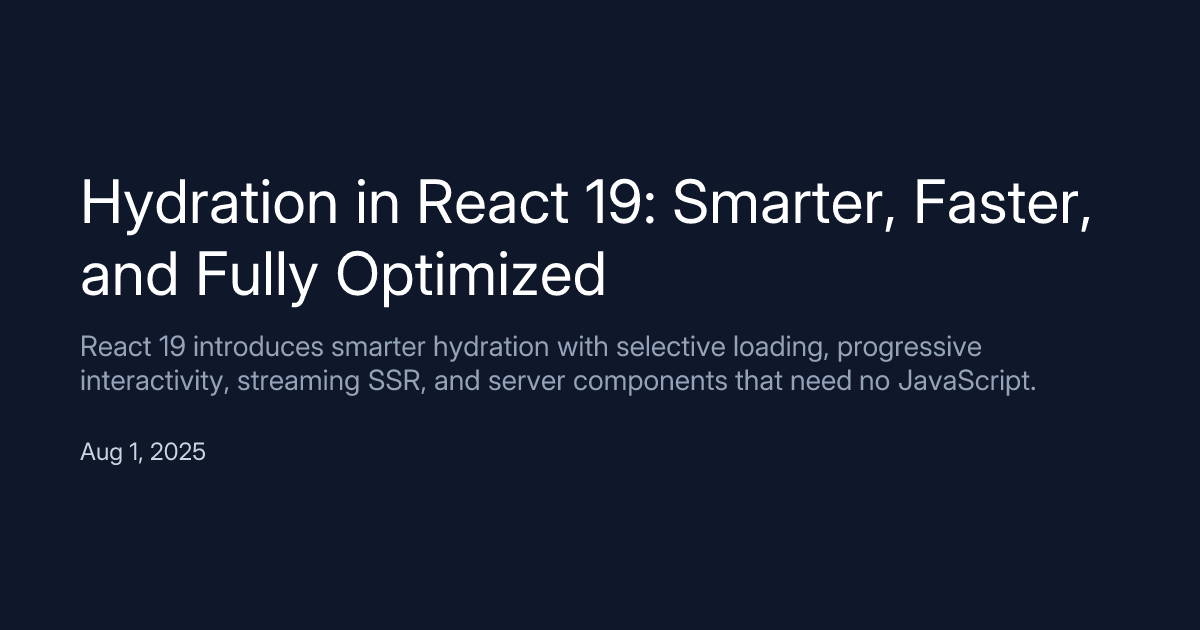 Hydration in React 19: Smarter, Faster,
and Fully Optimized
React 19 introduces smarter hydration with selective loading, progressive
interactivity, streaming SSR, and server components that need no JavaScript.
Aug 1, 2025